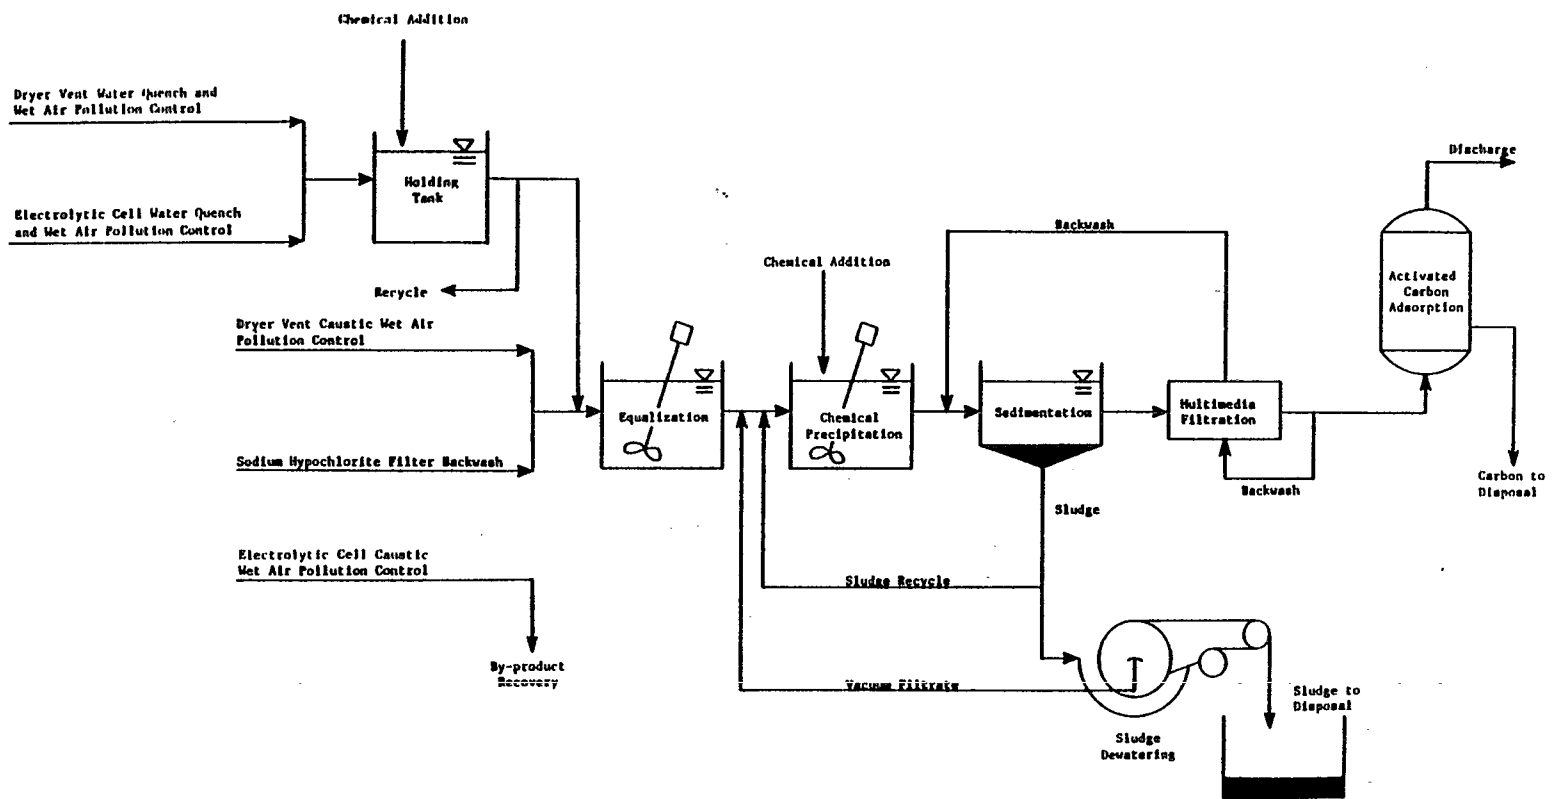 Chemical Addition
Dryer Vent Water Quench and
Wet Air Pollution Control
Holding
Tank
Electrolytic Cell Water Quench
and Wet Air Pollution Control
Recycle
Discharge
Backwash
Chemical Addition
Activated
Carbon
Adsorption
Dryer Vent Caustic Wet Air
Pollution Control
Equalization
Chemical
Precipitation
Sedimentation
Multimedia
Filtration
Sodium Hypochlorite Filter Backwash
Backwash
Carbon to
Disposal
Sludge
Electrolytic Cell Caustic
Wet Air Pollution Control
Sludge Recycle
By-product
Recovery
Vacuum Filtrate
Sludge to
Disposal
Sludge
Dewatering